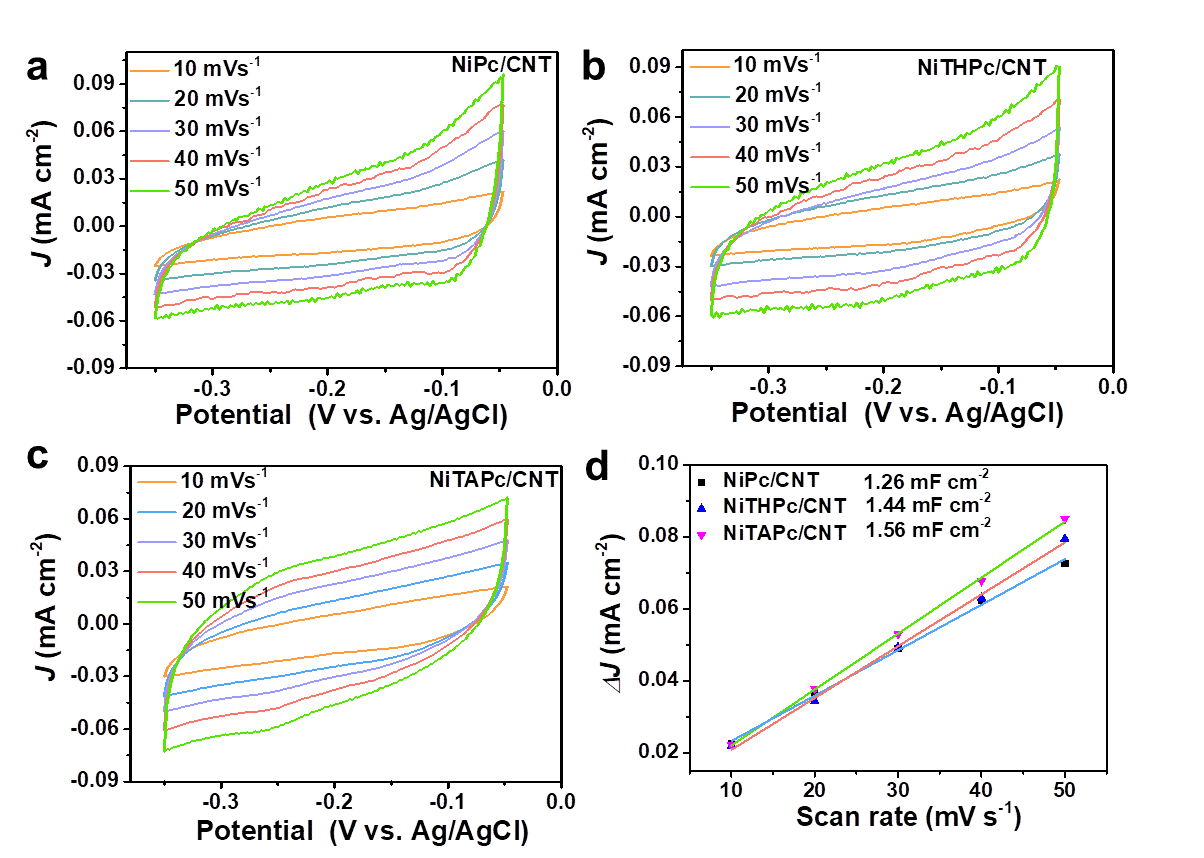 a
NiPc/CNT
10 mVs⁻¹
20 mVs⁻¹
30 mVs⁻¹
40 mVs⁻¹
50 mVs⁻¹
0.09
0.06
0.03
0.00
-0.03
-0.06
-0.09
J (mA cm⁻²)
-0.3
-0.2
-0.1
0.0
Potential (V vs. Ag/AgCl)
b
NiTHPc/CNT
10 mVs⁻¹
20 mVs⁻¹
30 mVs⁻¹
40 mVs⁻¹
50 mVs⁻¹
0.09
0.06
0.03
0.00
-0.03
-0.06
-0.09
J (mA cm⁻²)
-0.3
-0.2
-0.1
0.0
Potential (V vs. Ag/AgCl)
c
NiTAPc/CNT
10 mVs⁻¹
20 mVs⁻¹
30 mVs⁻¹
40 mVs⁻¹
50 mVs⁻¹
0.09
0.06
0.03
0.00
-0.03
-0.06
-0.09
J (mA cm⁻²)
-0.3
-0.2
-0.1
0.0
Potential (V vs. Ag/AgCl)
d
NiPc/CNT 1.26 mF cm⁻²
NiTHPc/CNT 1.44 mF cm⁻²
NiTAPc/CNT 1.56 mF cm⁻²
0.10
0.08
0.06
0.04
0.02
ΔJ (mA cm⁻²)
10
20
30
40
50
Scan rate (mV s⁻¹)